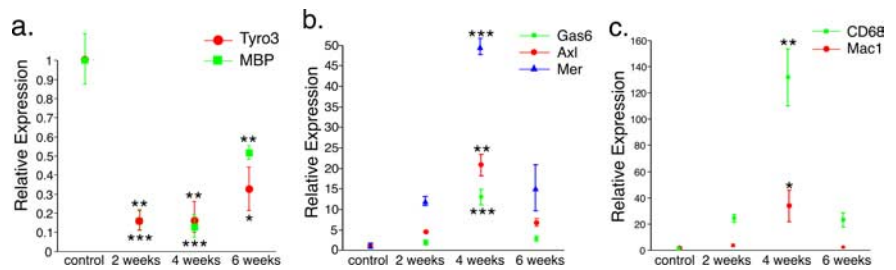 a.
Tyro3
MBP
Relative Expression
1
0.9
0.8
0.7
0.6
0.5
0.4
0.3
0.2
0.1
0
★★
★★★
★★
★★★
★★
★
control 2 weeks 4 weeks 6 weeks
b.
Gas6
Axl
Mer
Relative Expression
50
45
40
35
30
25
20
15
10
5
0
★★★
★★
★★★
control 2 weeks 4 weeks 6 weeks
c.
CD68
Mac1
Relative Expression
160
140
120
100
80
60
40
20
0
★★
★
control 2 weeks 4 weeks 6 weeks